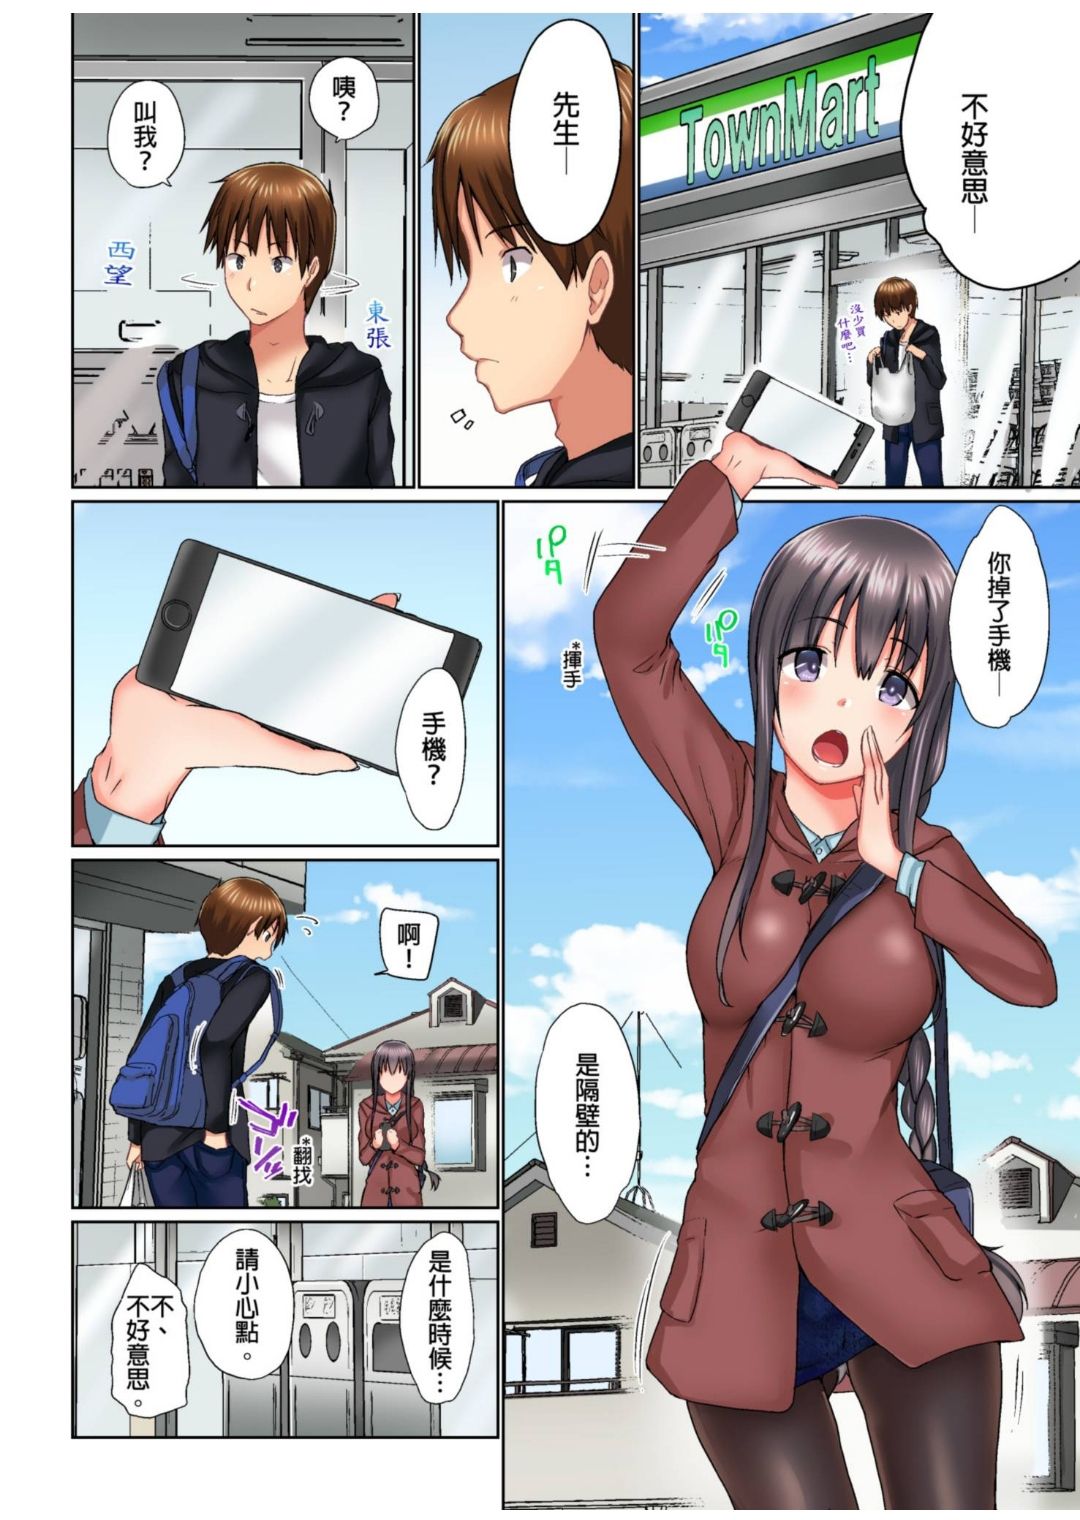 不好意思—
TownMart
沒少買
什麼吧…
先生—
咦？
叫我？
東張
西望
你掉了手機—
*揮手
是隔壁的…
手機？
啊！
*翻找
是什麼時候…
請小心點。
不、
不好意思。